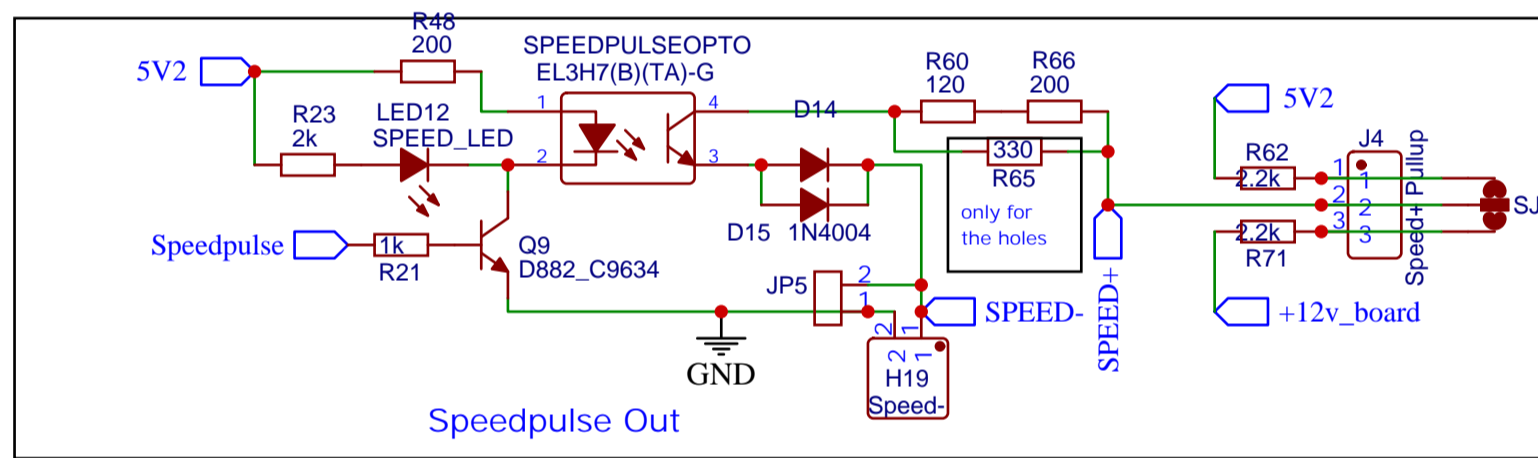 R48
200
5V2
R23
2k
LED12
SPEED_LED
SPEEDPULSEOPTO
EL3H7(B)(TA)-G
1
2
4
3
D14
D15
1N4004
R60
120
R66
200
330
R65
only for
the holes
Speedpulse
1k
R21
Q9
D882_C9634
JP5
2
1
GND
SPEED-
2
1
2
1
H19
Speed-
SPEED+
5V2
R62
2.2k
2.2k
R71
+12v_board
1
2
3
J4
1
2
3
Speed+ Pullup
SJ
Speedpulse Out